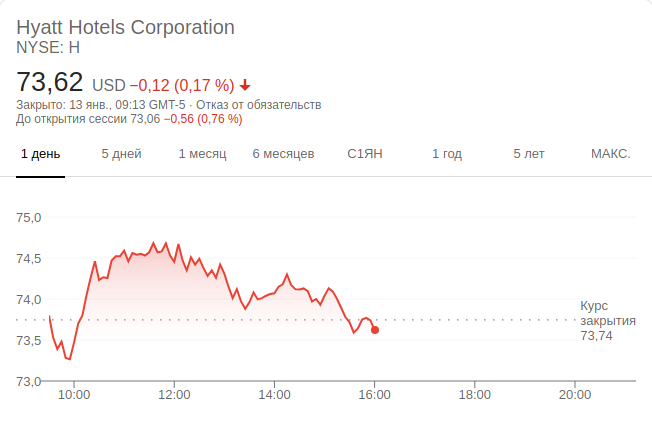 Hyatt Hotels Corporation
NYSE: H
73,62 USD −0,12 (0,17 %)
Закрыто: 13 янв., 09:13 GMT-5 · Отказ от обязательств
До открытия сессии 73,06 −0,56 (0,76 %)
1 день 5 дней 1 месяц 6 месяцев С1ЯН 1 год 5 лет МАКС.
75,0
74,5
74,0
73,5
73,0
Курс
закрытия
73,74
10:00 12:00 14:00 16:00 18:00 20:00